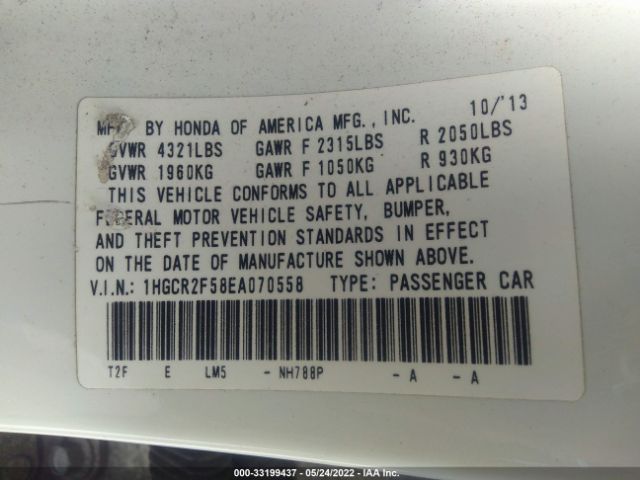 MF BY HONDA OF AMERICA MFG., INC. 10/'13
GVWR 4321LBS GAWR F 2315LBS R 2050LBS
GVWR 1960KG GAWR F 1050KG R 930KG
THIS VEHICLE CONFORMS TO ALL APPLICABLE
FEDERAL MOTOR VEHICLE SAFETY, BUMPER,
AND THEFT PREVENTION STANDARDS IN EFFECT
ON THE DATE OF MANUFACTURE SHOWN ABOVE.
V.I.N.: 1HGCR2F58EA070558 TYPE: PASSENGER CAR
T2F E LM5 - NH788P - A - A
000-33199437 - 05/24/2022 - IAA Inc.